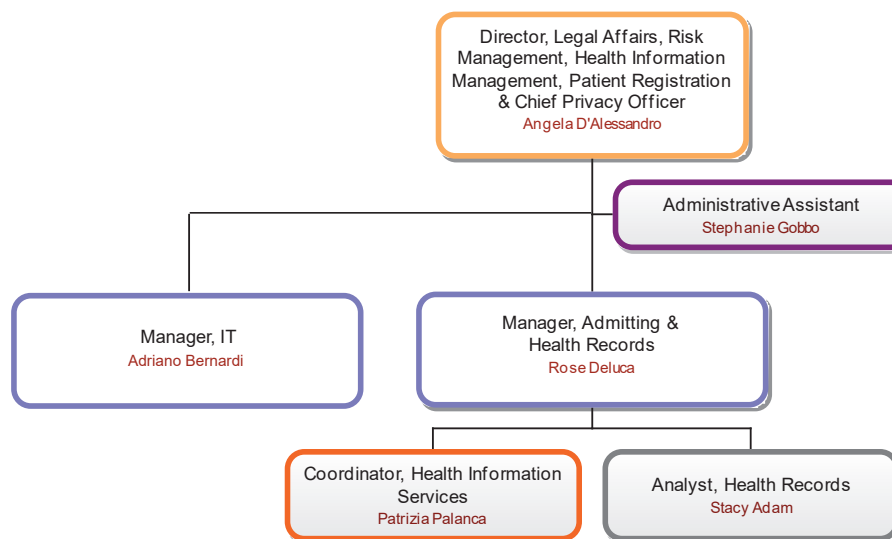 Director, Legal Affairs, Risk
Management, Health Information
Management, Patient Registration
& Chief Privacy Officer
Angela D'Alessandro
Administrative Assistant
Stephanie Gobbo
Manager, IT
Adriano Bernardi
Manager, Admitting &
Health Records
Rose Deluca
Coordinator, Health Information
Services
Patrizia Palanca
Analyst, Health Records
Stacy Adam